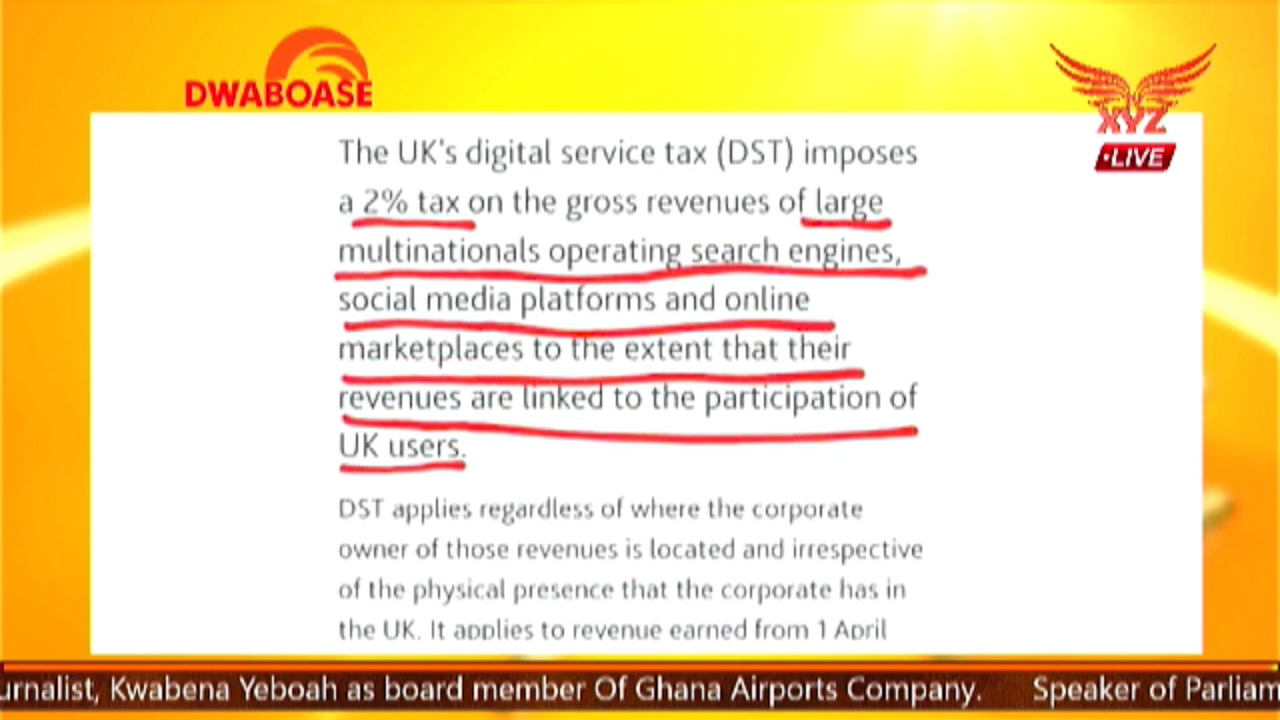 DWABOASE
XYZ
LIVE
The UK's digital service tax (DST) imposes
a 2% tax on the gross revenues of large
multinationals operating search engines,
social media platforms and online
marketplaces to the extent that their
revenues are linked to the participation of
UK users.
DST applies regardless of where the corporate
owner of those revenues is located and irrespective
of the physical presence that the corporate has in
the UK. It applies to revenue earned from 1 April
urnalist, Kwabena Yeboah as board member Of Ghana Airports Company. Speaker of Parliam